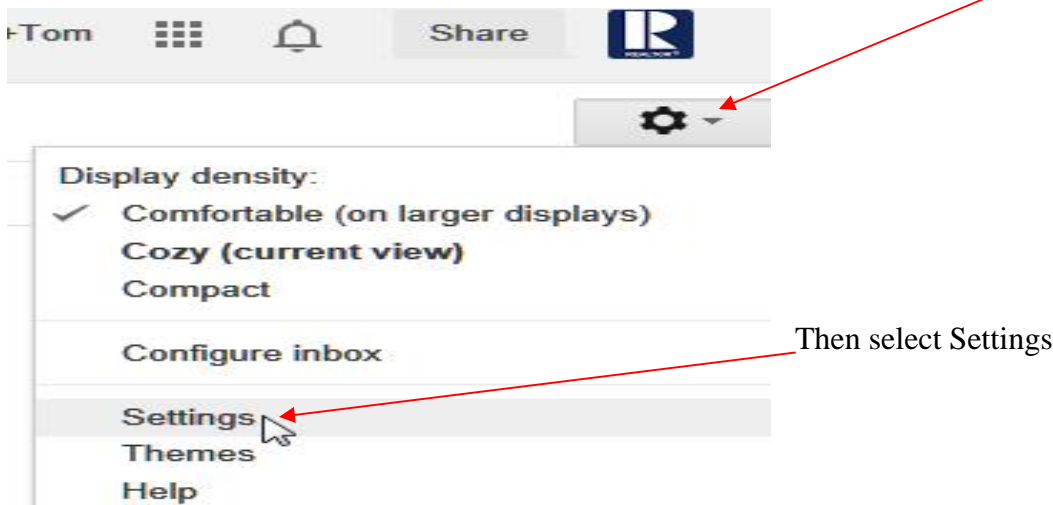 +Tom Share R
REALTOR®
Display density:
Comfortable (on larger displays)
Cozy (current view)
Compact
Configure inbox
Then select Settings
Settings
Themes
Help